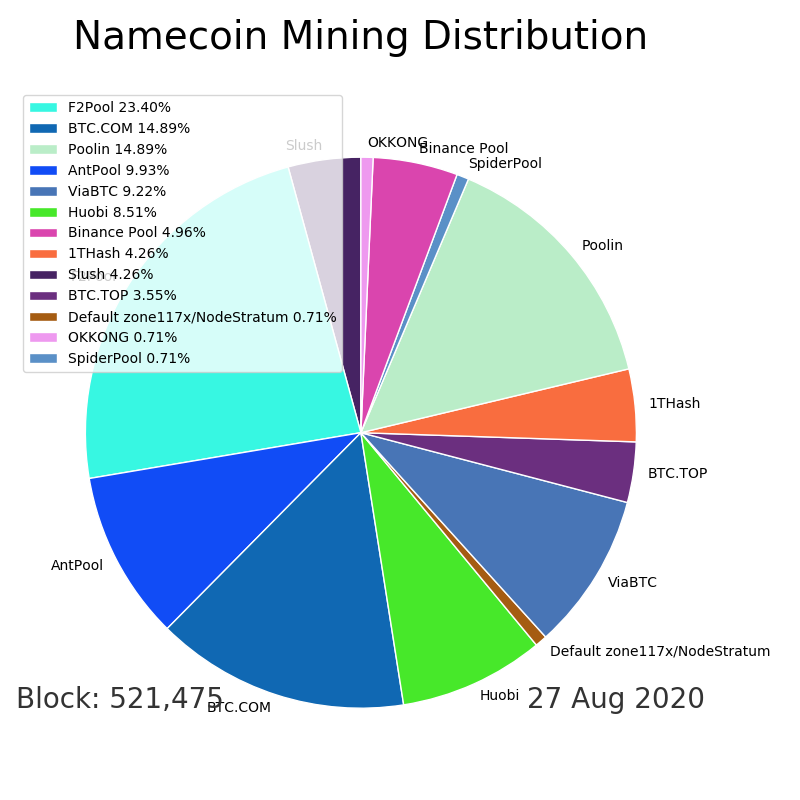 Namecoin Mining Distribution
F2Pool 23.40%
BTC.COM 14.89%
Poolin 14.89%
AntPool 9.93%
ViaBTC 9.22%
Huobi 8.51%
Binance Pool 4.96%
1THash 4.26%
Slush 4.26%
BTC.TOP 3.55%
Default zone117x/NodeStratum 0.71%
OKKONG 0.71%
SpiderPool 0.71%
Slush
OKKONG
Binance Pool
SpiderPool
Poolin
F2Pool
1THash
BTC.TOP
AntPool
ViaBTC
Default zone117x/NodeStratum
Huobi
BTC.COM
Block: 521,475
27 Aug 2020